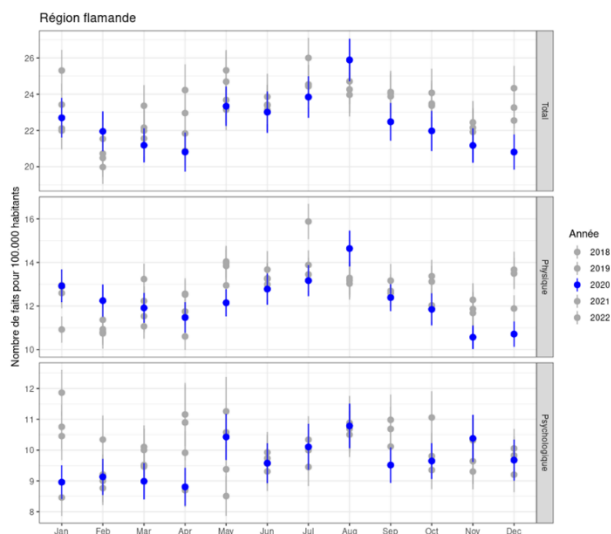 Région flamande
Nombre de faits pour 100.000 habitants
26
24
22
20
Total
16
14
12
10
Physique
12
11
10
9
8
Psychologique
Jan Feb Mar Apr May Jun Jul Aug Sep Oct Nov Dec
Année
2018
2019
2020
2021
2022